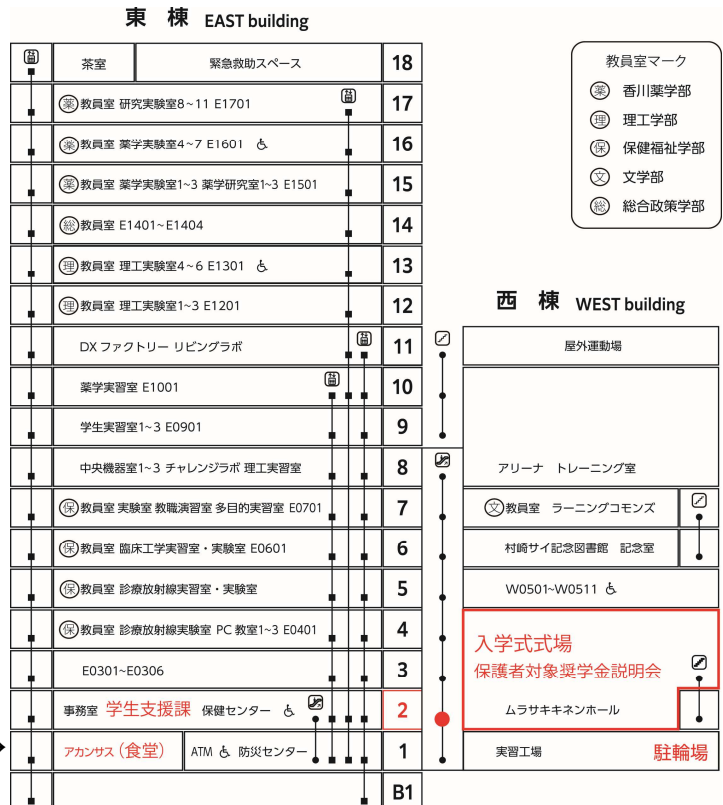 東 棟 EAST building
茶室 緊急救助スペース 18
薬 教員室 研究実験室8~11 E1701 17
薬 教員室 薬学実験室4~7 E1601 16
薬 教員室 薬学実験室1~3 薬学研究室1~3 E1501 15
総 教員室 E1401~E1404 14
理 教員室 理工実験室4~6 E1301 13
理 教員室 理工実験室1~3 E1201 12
DX ファクトリー リビングラボ 11
薬学実習室 E1001 10
学生実習室1~3 E0901 9
中央機器室1~3 チャレンジラボ 理工実習室 8
保 教員室 実験室 教職演習室 多目的実習室 E0701 7
保 教員室 臨床工学実習室・実験室 E0601 6
保 教員室 診療放射線実習室・実験室 5
保 教員室 診療放射線実験室 PC 教室1~3 E0401 4
E0301~E0306 3
事務室 学生支援課 保健センター 2
アカンサス(食堂) ATM 防災センター 1
B1
教員室マーク
薬 香川薬学部
理 理工学部
保 保健福祉学部
文 文学部
総 総合政策学部
西 棟 WEST building
屋外運動場
アリーナ トレーニング室
文 教員室 ラーニングコモンズ
村崎サイ記念図書館 記念室
W0501~W0511
入学式式場
保護者対象奨学金説明会
ムラサキキネンホール
実習工場 駐輪場